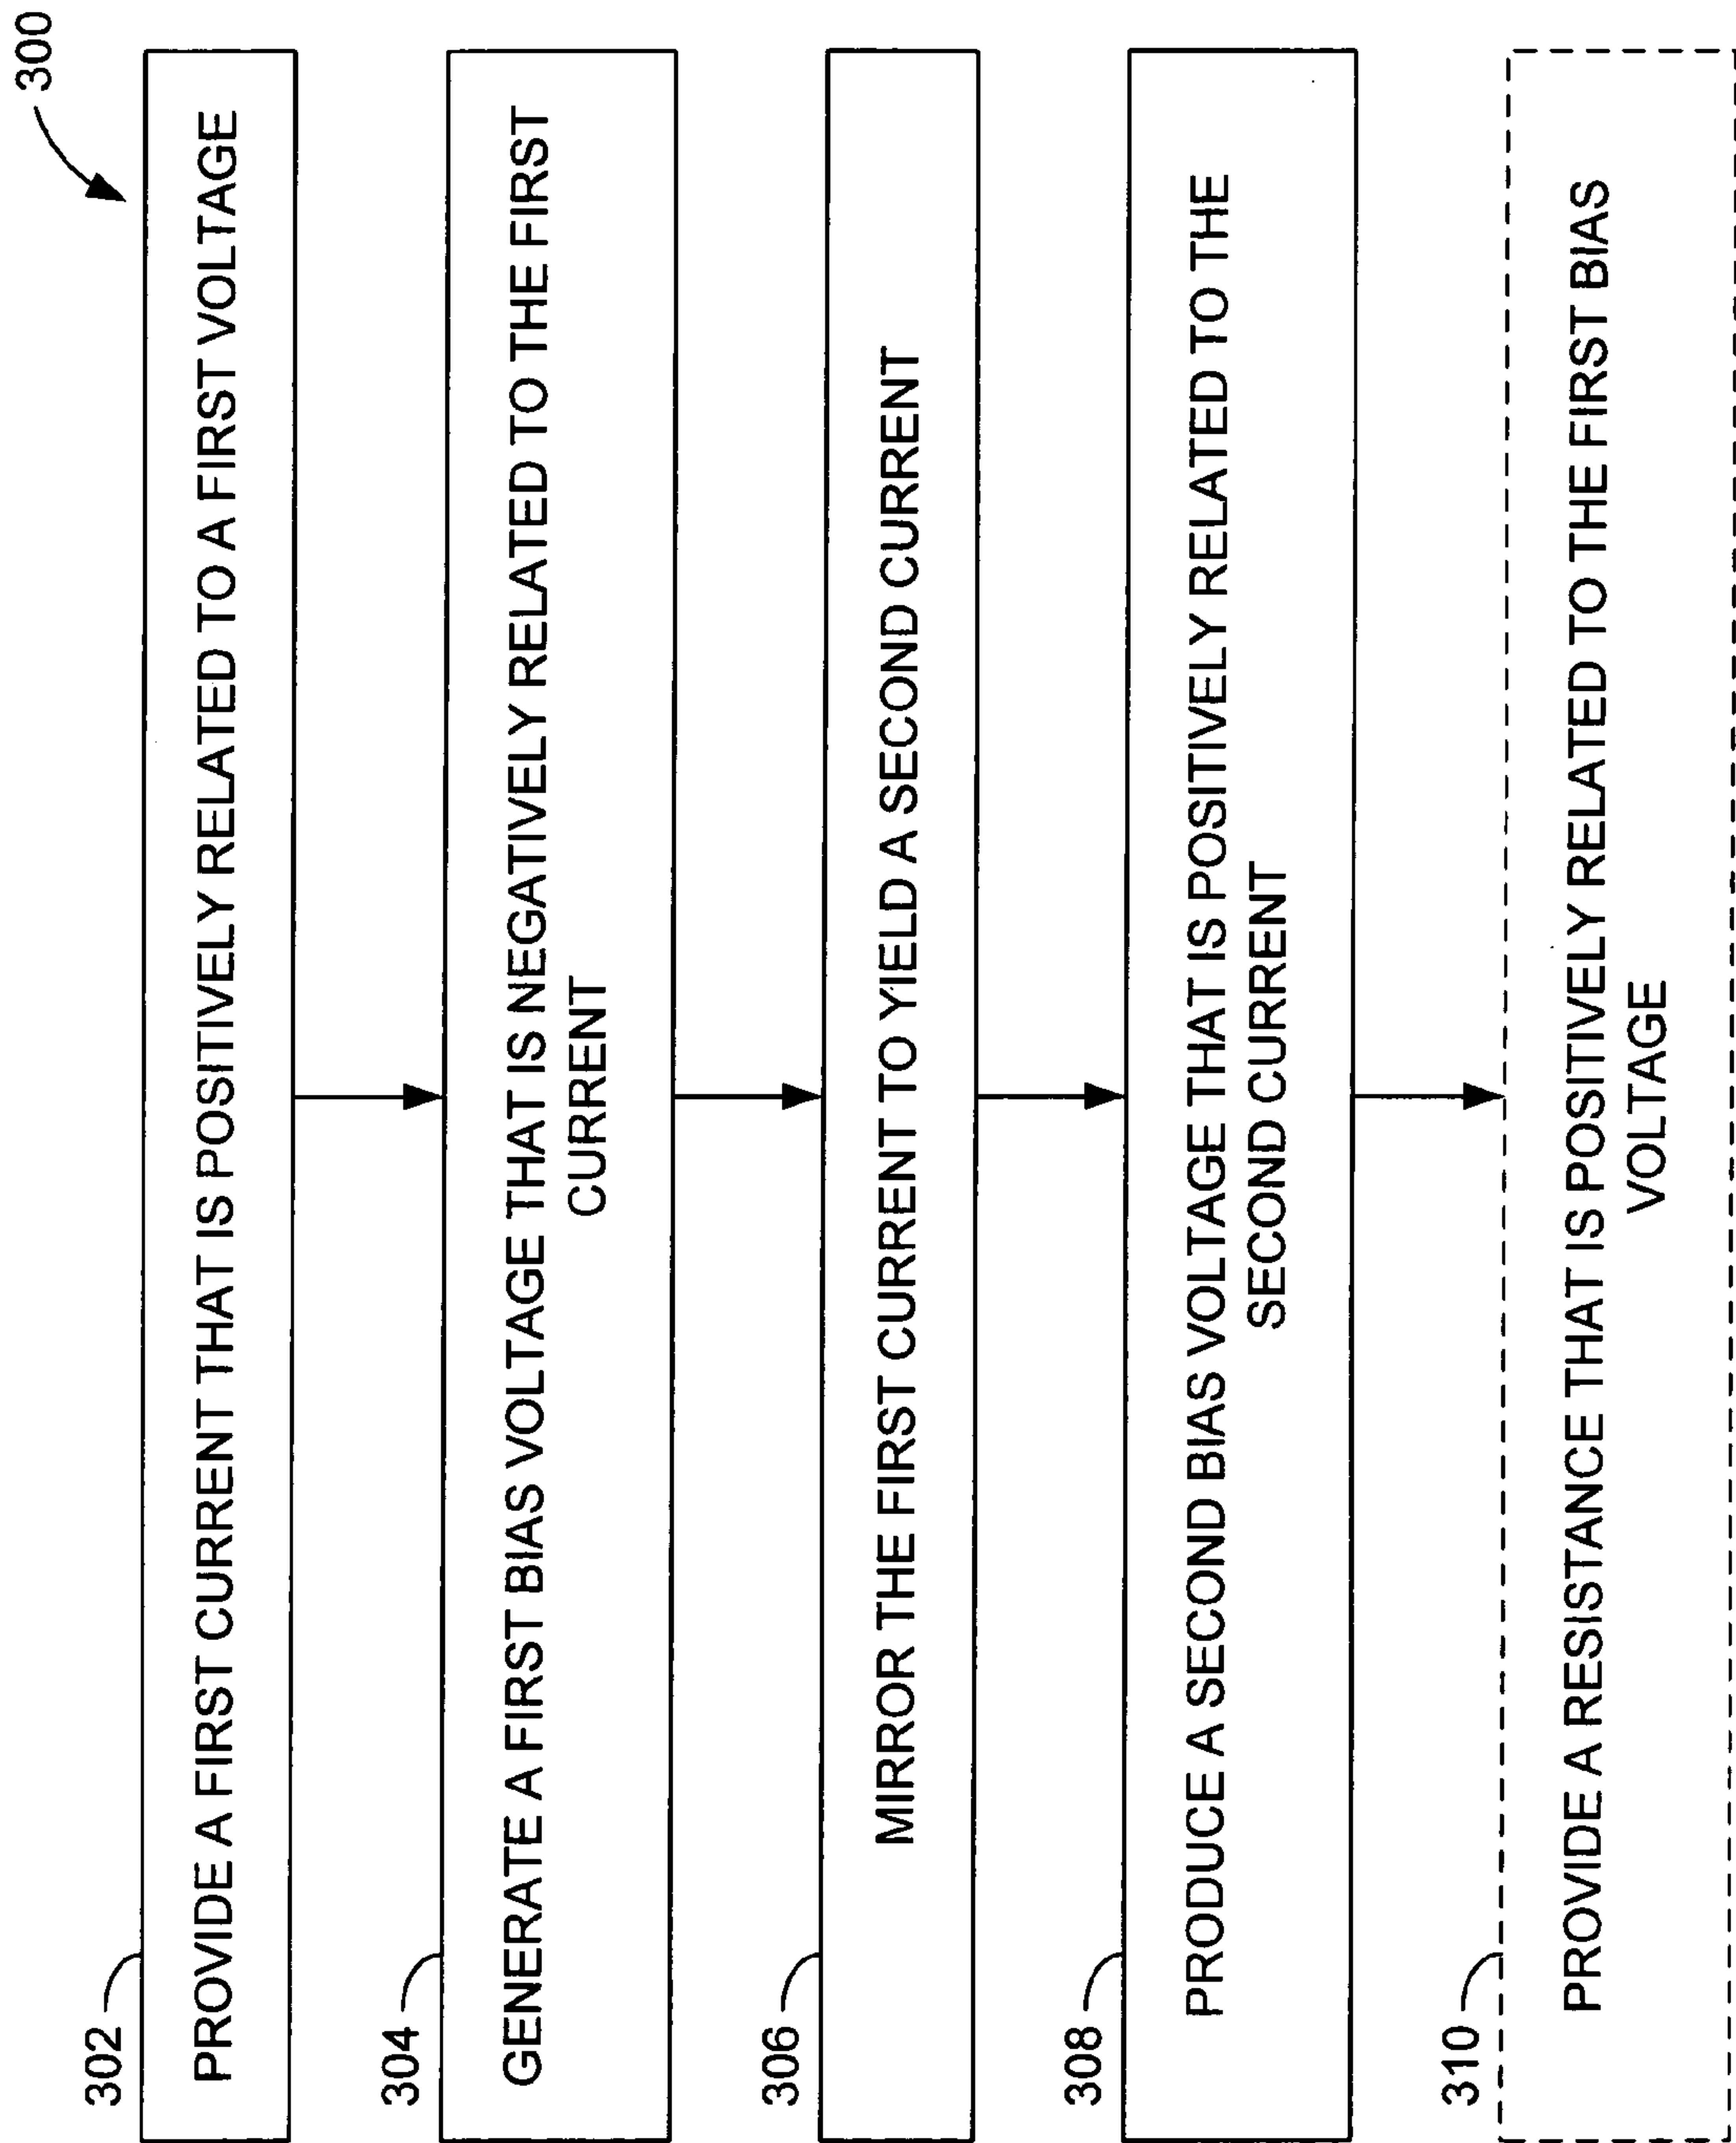 300
302
PROVIDE A FIRST CURRENT THAT IS POSITIVELY RELATED TO A FIRST VOLTAGE
304
GENERATE A FIRST BIAS VOLTAGE THAT IS NEGATIVELY RELATED TO THE FIRST
CURRENT
306
MIRROR THE FIRST CURRENT TO YIELD A SECOND CURRENT
308
PRODUCE A SECOND BIAS VOLTAGE THAT IS POSITIVELY RELATED TO THE
SECOND CURRENT
310
PROVIDE A RESISTANCE THAT IS POSITIVELY RELATED TO THE FIRST BIAS
VOLTAGE